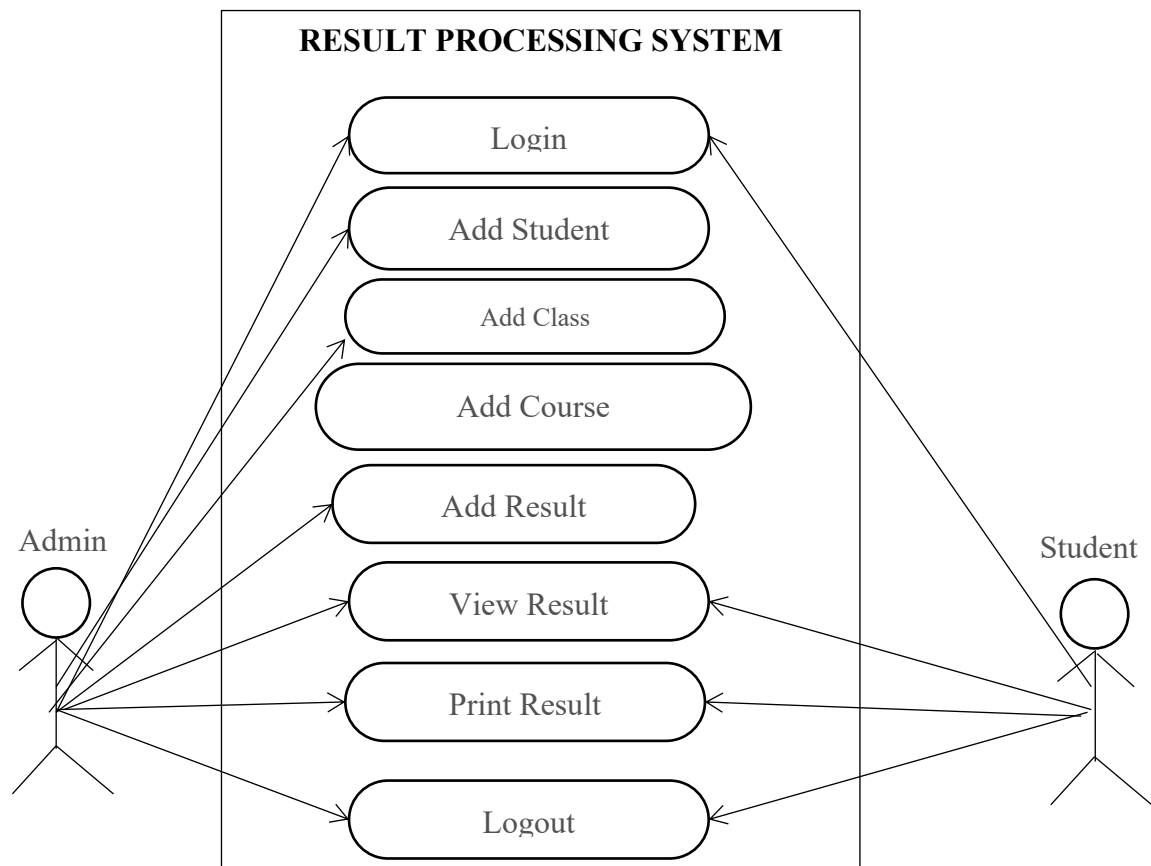 RESULT PROCESSING SYSTEM
Login
Add Student
Add Class
Add Course
Add Result
Admin
Student
View Result
Print Result
Logout